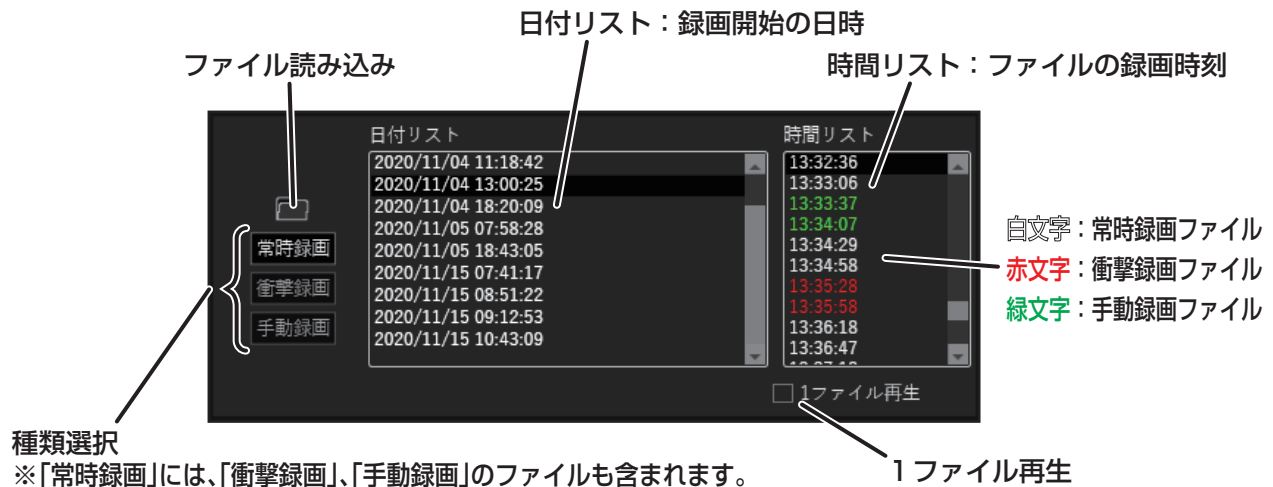 日付リスト：録画開始の日時
ファイル読み込み
時間リスト：ファイルの録画時刻
日付リスト
時間リスト
2020/11/04 11:18:42
2020/11/04 13:00:25
2020/11/04 18:20:09
2020/11/05 07:58:28
2020/11/05 18:43:05
2020/11/15 07:41:17
2020/11/15 08:51:22
2020/11/15 09:12:53
2020/11/15 10:43:09
13:32:36
13:33:06
13:33:37
13:34:07
13:34:29
13:34:58
13:35:28
13:35:58
13:36:18
13:36:47
常時録画
衝撃録画
手動録画
白文字：常時録画ファイル
赤文字：衝撃録画ファイル
緑文字：手動録画ファイル
1ファイル再生
種類選択
※「常時録画」には、「衝撃録画」、「手動録画」のファイルも含まれます。
1ファイル再生